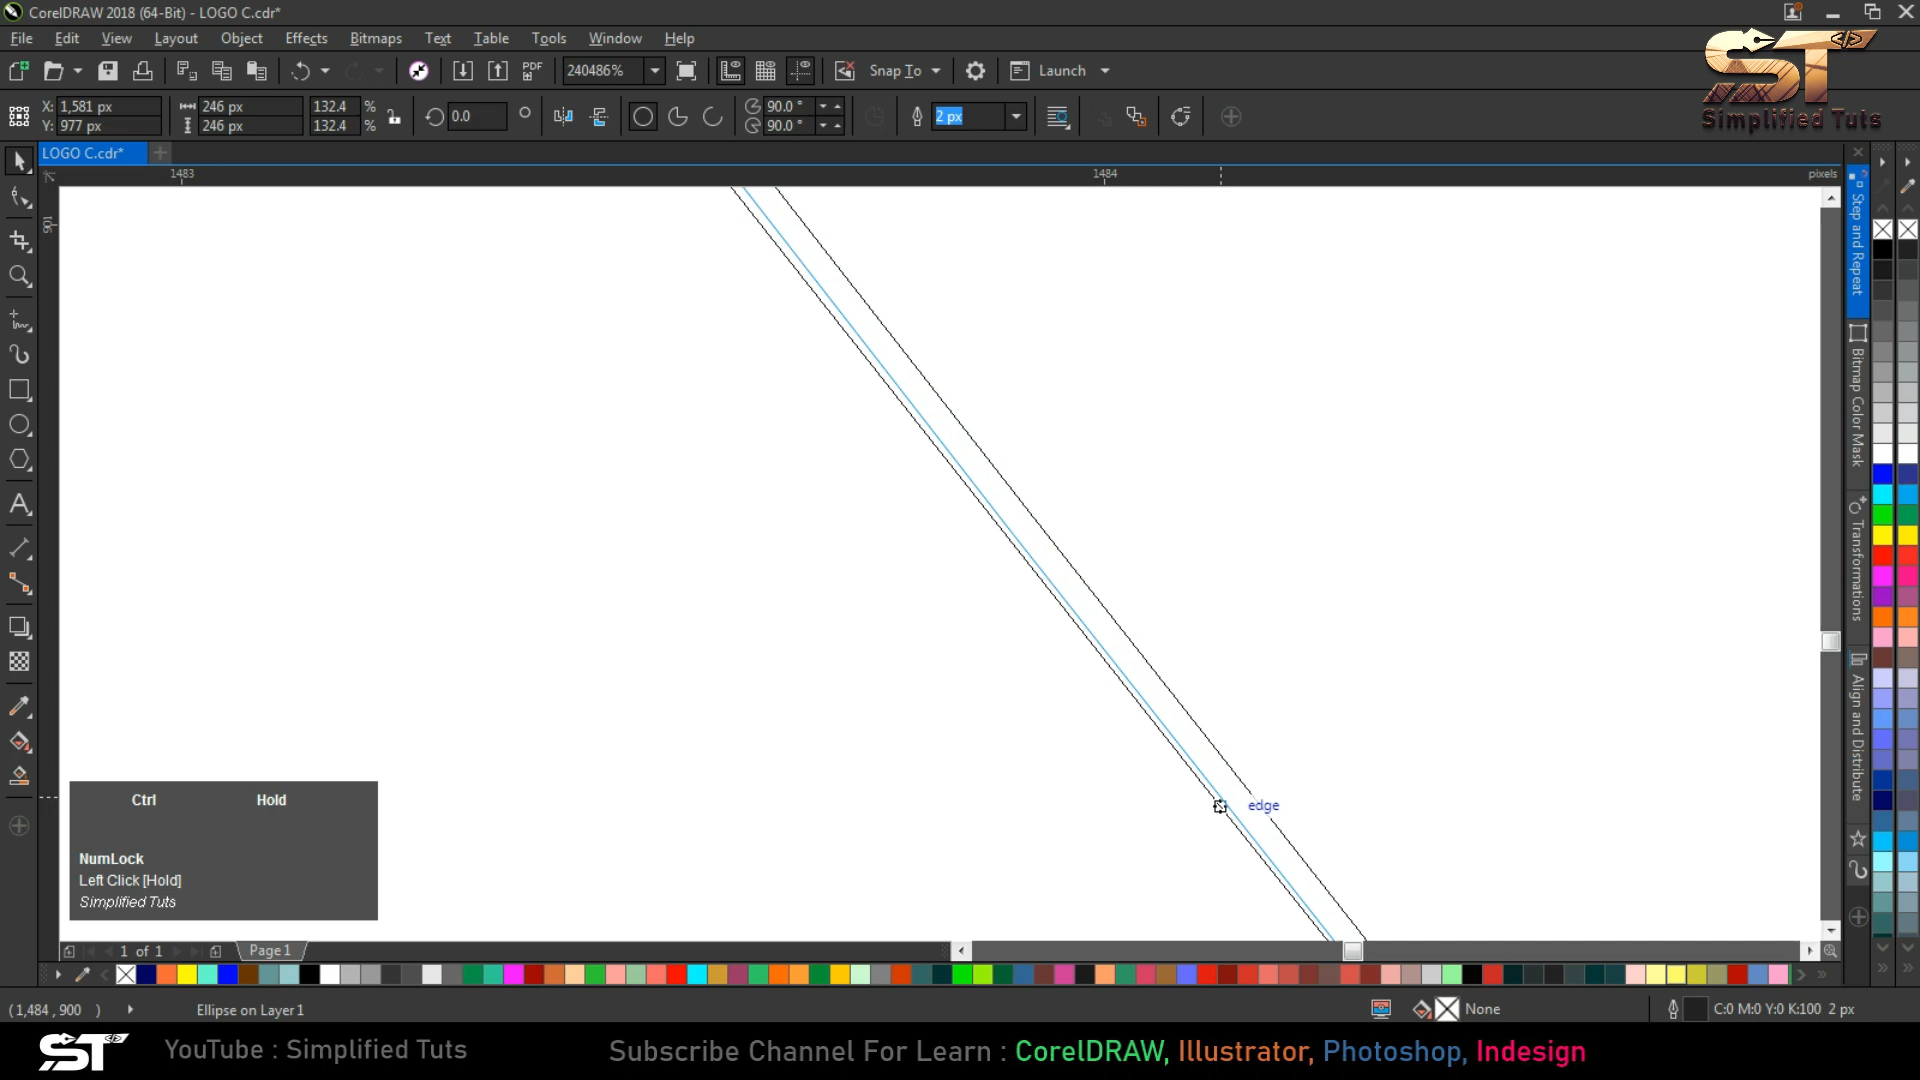 CorelDRAW 2018 (64-Bit) - LOGO C.cdr*
File Edit View Layout Object Effects Bitmaps Text Table Tools Window Help
PDF 240486% Snap To Launch
X: 1,581 px 246 px 132.4 % 0.0 90.0 ° 2 px
Y: 977 px 246 px 132.4 % 90.0 °
ST
Simplified Tuts
LOGO C.cdr*
1483 1484 pixels
901
Step and Repeat
Bitmap Color Mask
Transformations
Align and Distribute
edge
Ctrl Hold
NumLock
Left Click [Hold]
Simplified Tuts
1 of 1 Page 1
(1,484 , 900 ) Ellipse on Layer 1 None C:0 M:0 Y:0 K:100 2 px
ST YouTube : Simplified Tuts Subscribe Channel For Learn : CorelDRAW, Illustrator, Photoshop, Indesign